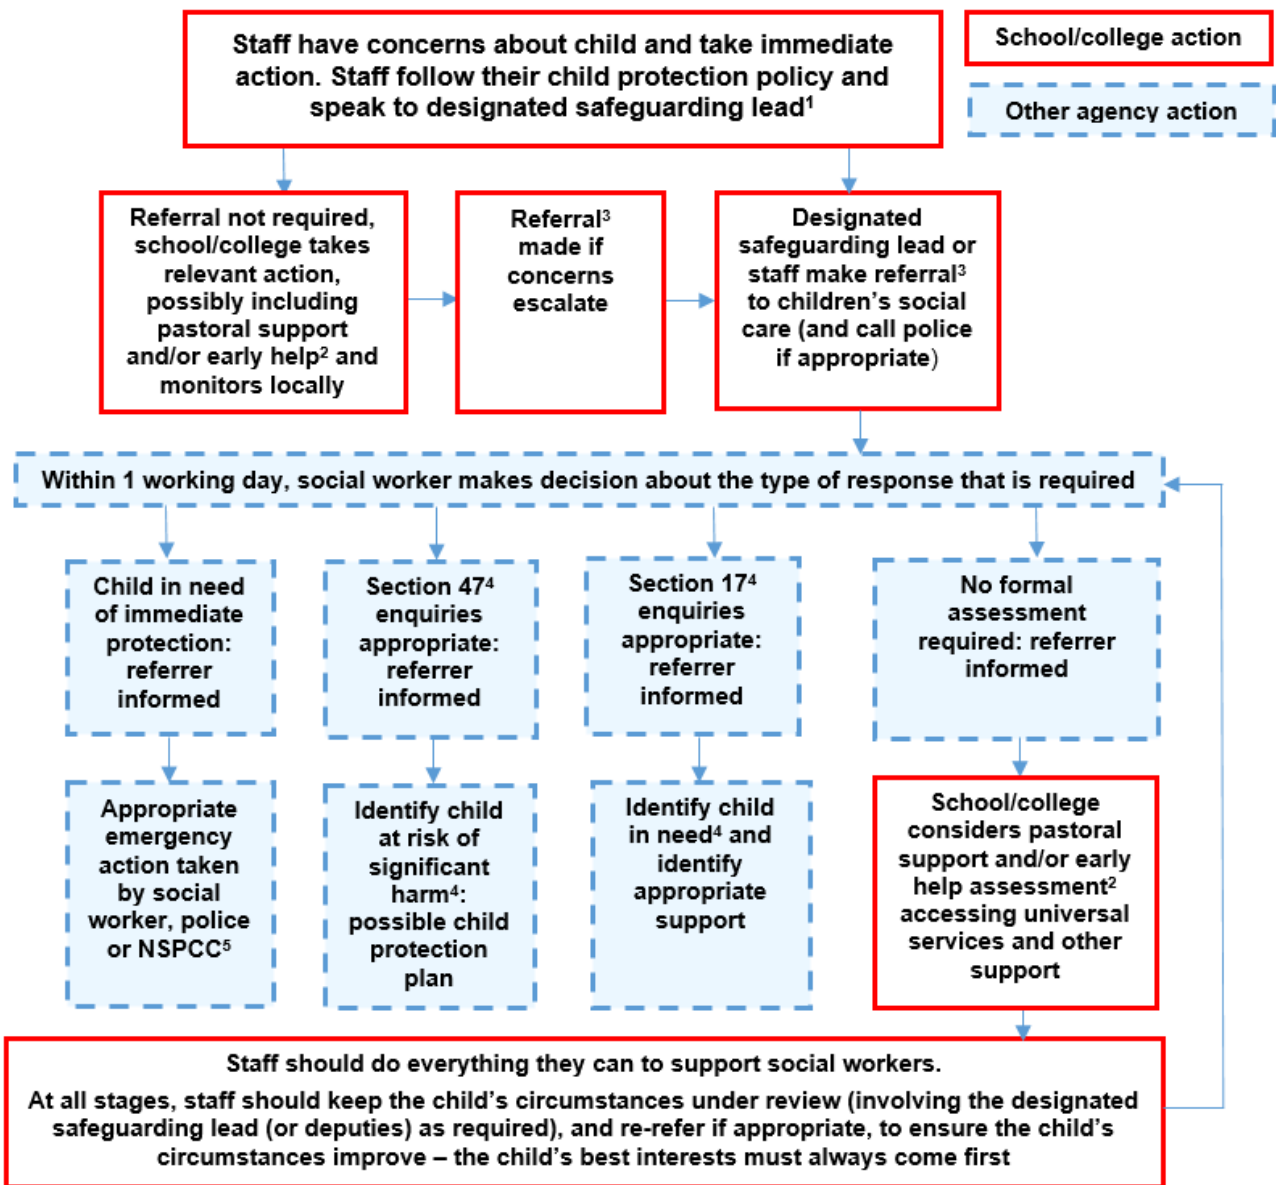 Staff have concerns about child and take immediate
action. Staff follow their child protection policy and
speak to designated safeguarding lead¹
School/college action
Other agency action
Referral not required,
school/college takes
relevant action,
possibly including
pastoral support
and/or early help² and
monitors locally
Referral³
made if
concerns
escalate
Designated
safeguarding lead or
staff make referral³
to children’s social
care (and call police
if appropriate)
Within 1 working day, social worker makes decision about the type of response that is required
Child in need
of immediate
protection:
referrer
informed
Section 47⁴
enquiries
appropriate:
referrer
informed
Section 17⁴
enquiries
appropriate:
referrer
informed
No formal
assessment
required: referrer
informed
Appropriate
emergency
action taken
by social
worker, police
or NSPCC⁵
Identify child
at risk of
significant
harm⁴:
possible child
protection
plan
Identify child
in need⁴ and
identify
appropriate
support
School/college
considers pastoral
support and/or early
help assessment²
accessing universal
services and other
support
Staff should do everything they can to support social workers.
At all stages, staff should keep the child’s circumstances under review (involving the designated
safeguarding lead (or deputies) as required), and re-refer if appropriate, to ensure the child’s
circumstances improve – the child’s best interests must always come first